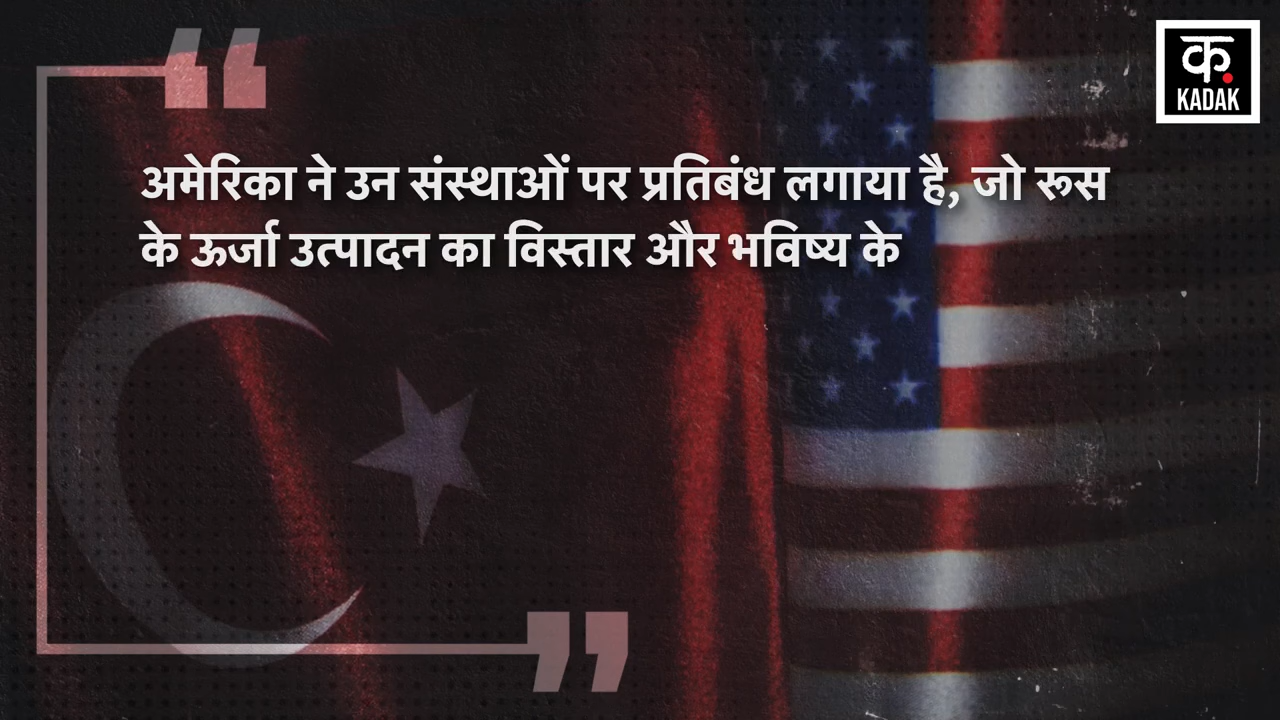 क.
KADAK
अमेरिका ने उन संस्थाओं पर प्रतिबंध लगाया है, जो रूस
के ऊर्जा उत्पादन का विस्तार और भविष्य के